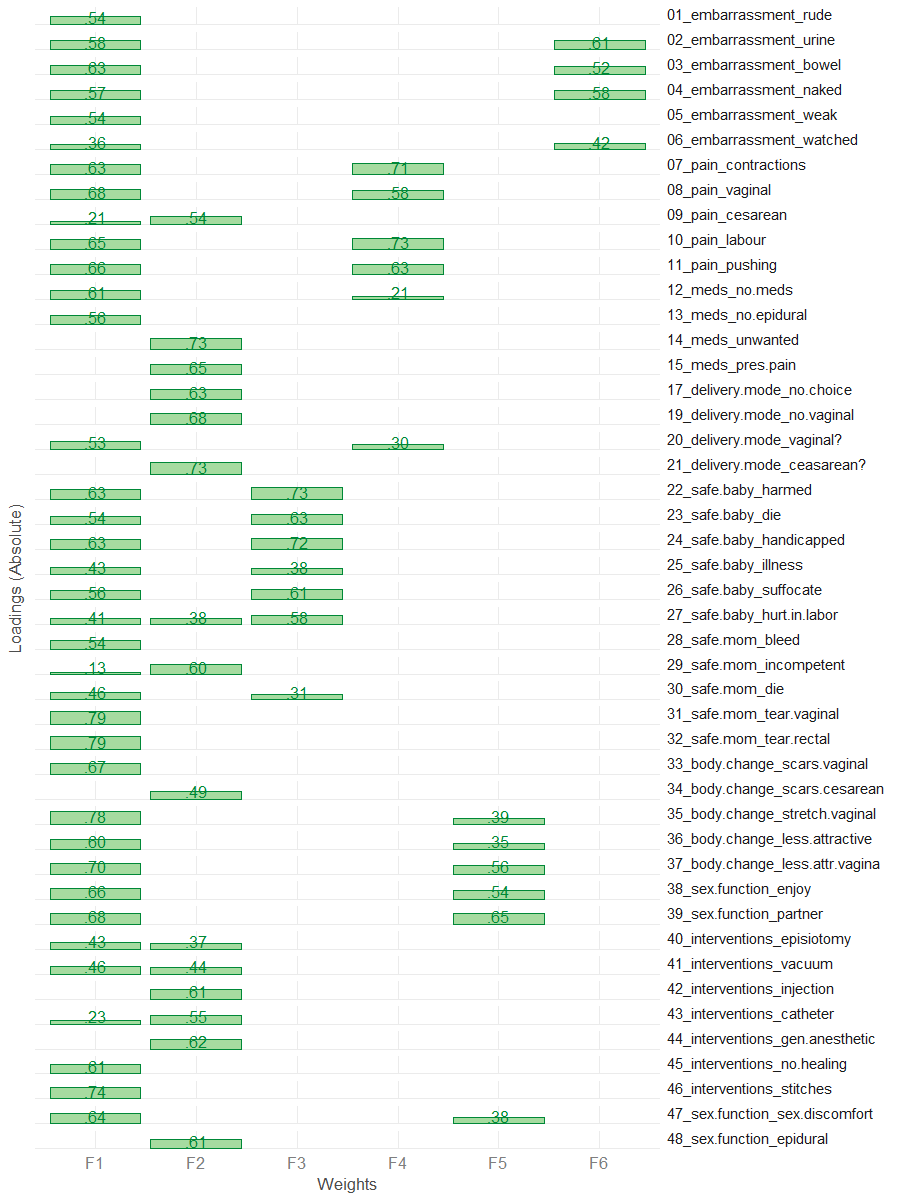 .54 01_embarrassment_rude
.58 .61 02_embarrassment_urine
.63 .52 03_embarrassment_bowel
.57 .58 04_embarrassment_naked
.54 05_embarrassment_weak
.36 .42 06_embarrassment_watched
.63 .71 07_pain_contractions
.68 .58 08_pain_vaginal
.21 .54 09_pain_cesarean
.65 .73 10_pain_labour
.66 .63 11_pain_pushing
.61 .21 12_meds_no.meds
.56 13_meds_no.epidural
.73 14_meds_unwanted
.65 15_meds_pres.pain
.63 17_delivery.mode_no.choice
.68 19_delivery.mode_no.vaginal
.53 .30 20_delivery.mode_vaginal?
.73 21_delivery.mode_ceasarean?
.63 .73 22_safe.baby_harmed
.54 .63 23_safe.baby_die
.63 .72 24_safe.baby_handicapped
.43 .38 25_safe.baby_illness
.56 .61 26_safe.baby_suffocate
.41 .38 .58 27_safe.baby_hurt.in.labor
.54 28_safe.mom_bleed
.13 .60 29_safe.mom_incompetent
.46 .31 30_safe.mom_die
.79 31_safe.mom_tear.vaginal
.79 32_safe.mom_tear.rectal
.67 33_body.change_scars.vaginal
.49 34_body.change_scars.cesarean
.78 .39 35_body.change_stretch.vaginal
.60 .35 36_body.change_less.attractive
.70 .56 37_body.change_less.attr.vagina
.66 .54 38_sex.function_enjoy
.68 .65 39_sex.function_partner
.43 .37 40_interventions_episiotomy
.46 .44 41_interventions_vacuum
.61 42_interventions_injection
.23 .55 43_interventions_catheter
.62 44_interventions_gen.anesthetic
.61 45_interventions_no.healing
.74 46_interventions_stitches
.64 .38 47_sex.function_sex.discomfort
.61 48_sex.function_epidural
Loadings (Absolute)
F1 F2 F3 F4 F5 F6
Weights